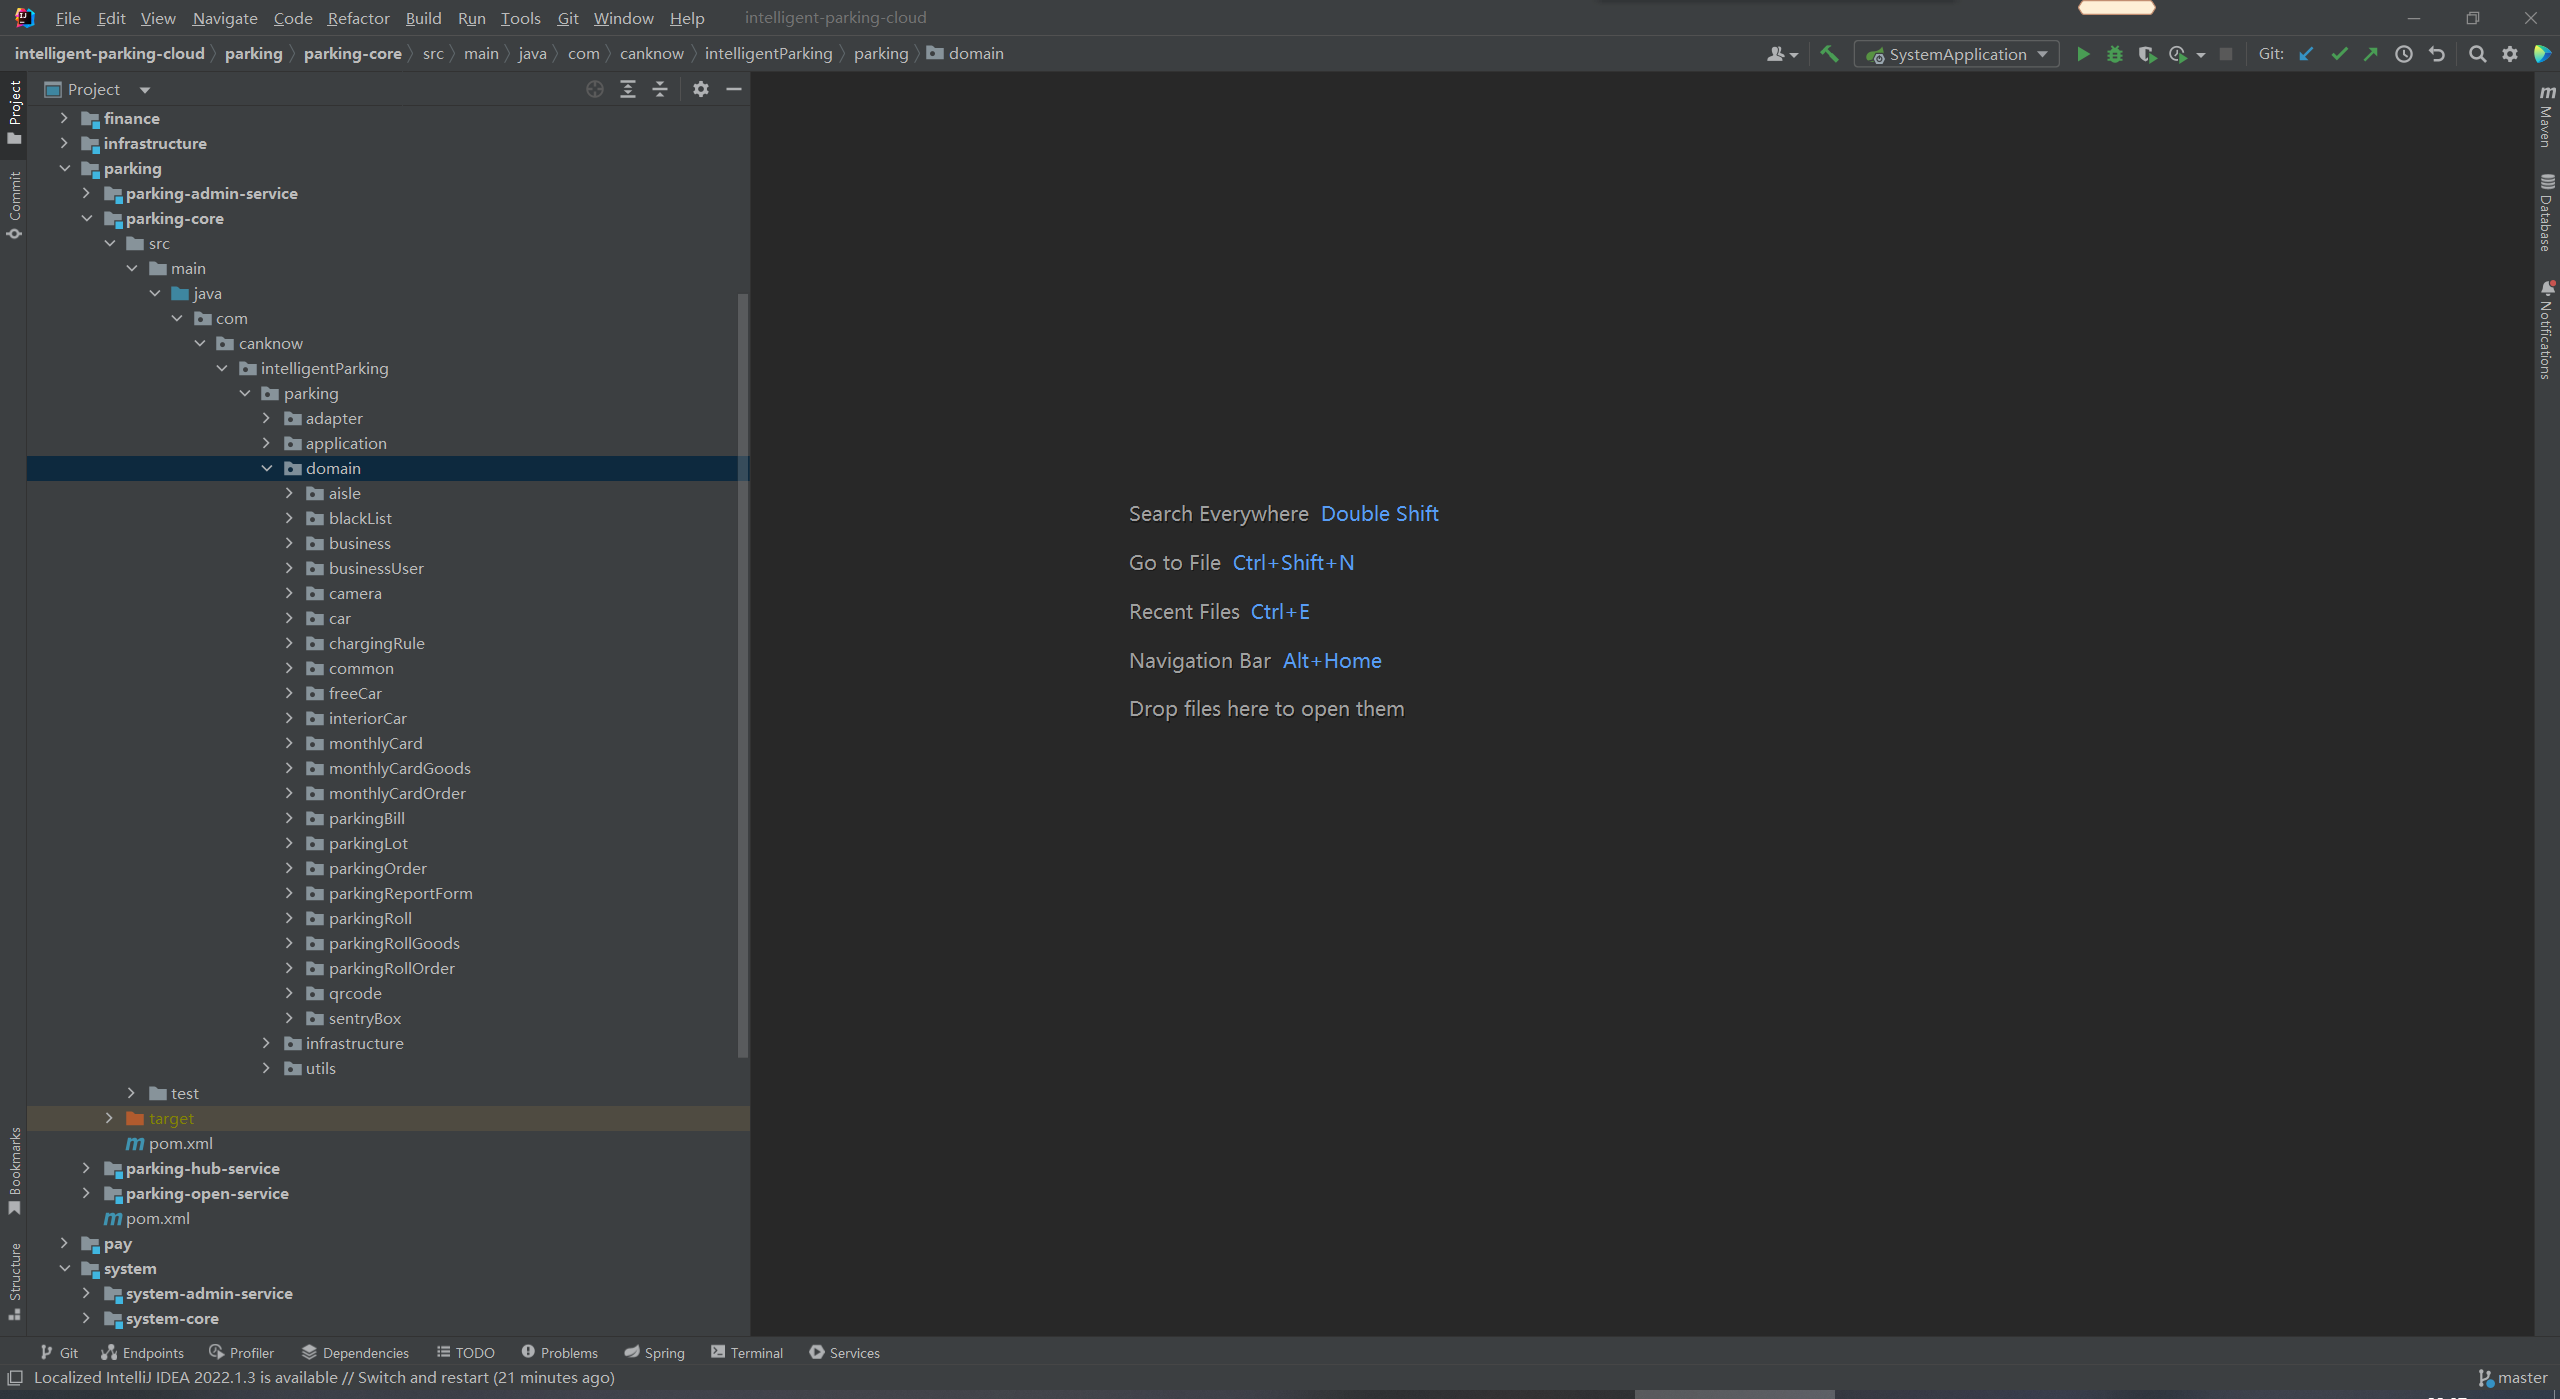 File Edit View Navigate Code Refactor Build Run Tools Git Window Help intelligent-parking-cloud
intelligent-parking-cloud parking parking-core src main java com canknow intelligentParking parking domain SystemApplication Git:
Project
finance
infrastructure
parking
parking-admin-service
parking-core
src
main
java
com
canknow
intelligentParking
parking
adapter
application
domain
aisle
blackList
business
businessUser
camera
car
chargingRule
common
freeCar
interiorCar
monthlyCard
monthlyCardGoods
monthlyCardOrder
parkingBill
parkingLot
parkingOrder
parkingReportForm
parkingRoll
parkingRollGoods
parkingRollOrder
qrcode
sentryBox
infrastructure
utils
test
target
pom.xml
parking-hub-service
parking-open-service
pom.xml
pay
system
system-admin-service
system-core
Project
Commit
Bookmarks
Structure
Search Everywhere Double Shift
Go to File Ctrl+Shift+N
Recent Files Ctrl+E
Navigation Bar Alt+Home
Drop files here to open them
Maven
Database
Notifications
Git Endpoints Profiler Dependencies TODO Problems Spring Terminal Services
Localized IntelliJ IDEA 2022.1.3 is available // Switch and restart (21 minutes ago) master